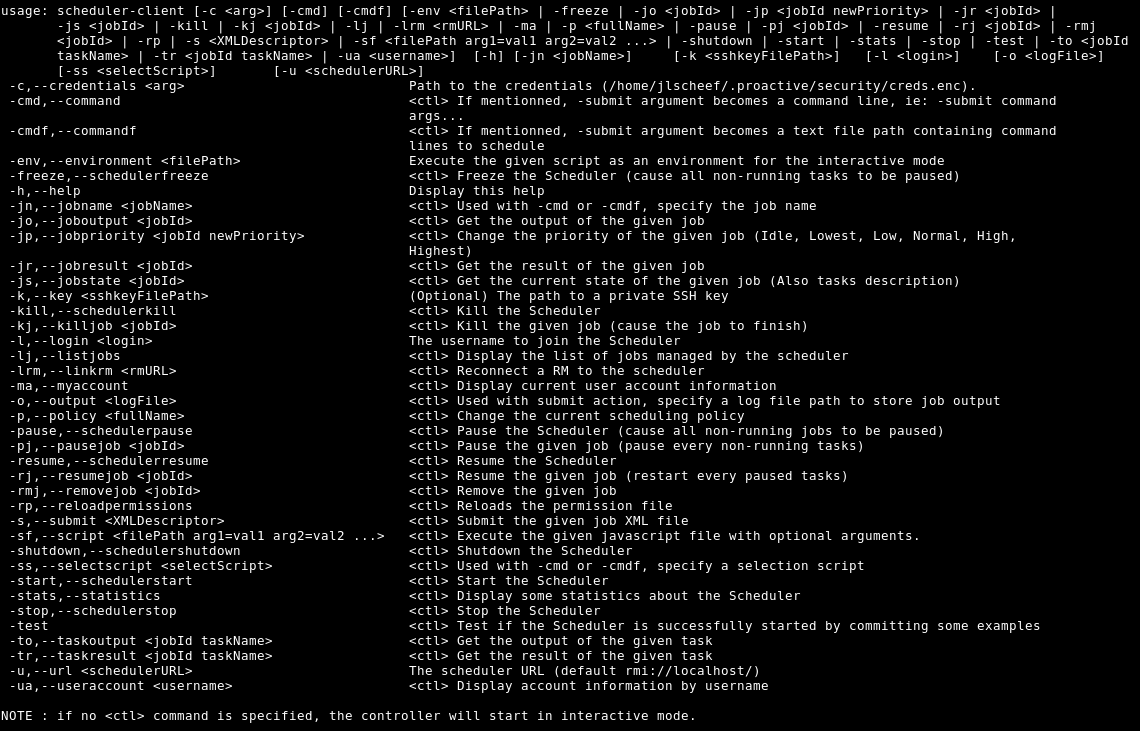 usage: scheduler-client [-c <arg>] [-cmd] [-cmdf] [-env <filePath> | -freeze | -jo <jobId> | -jp <jobId newPriority> | -jr <jobId> |
-js <jobId> | -kill | -kj <jobId> | -lj | -lrm <rmURL> | -ma | -p <fullName> | -pause | -pj <jobId> | -resume | -rj <jobId> | -rmj
<jobId> | -rp | -s <XMLDescriptor> | -sf <filePath arg1=val1 arg2=val2 ...> | -shutdown | -start | -stats | -stop | -test | -to <jobId
taskName> | -tr <jobId taskName> | -ua <username>] [-h] [-jn <jobName>] [-k <sshkeyFilePath>] [-l <login>] [-o <logFile>]
[-ss <selectScript>] [-u <schedulerURL>]
-c,--credentials <arg> Path to the credentials (/home/jlscheef/.proactive/security/creds.enc).
-cmd,--command <ctl> If mentionned, -submit argument becomes a command line, ie: -submit command
args...
-cmdf,--commandf <ctl> If mentionned, -submit argument becomes a text file path containing command
lines to schedule
-env,--environment <filePath> Execute the given script as an environment for the interactive mode
-freeze,--schedulerfreeze <ctl> Freeze the Scheduler (cause all non-running tasks to be paused)
-h,--help Display this help
-jn,--jobname <jobName> <ctl> Used with -cmd or -cmdf, specify the job name
-jo,--joboutput <jobId> <ctl> Get the output of the given job
-jp,--jobpriority <jobId newPriority> <ctl> Change the priority of the given job (Idle, Lowest, Low, Normal, High,
Highest)
-jr,--jobresult <jobId> <ctl> Get the result of the given job
-js,--jobstate <jobId> <ctl> Get the current state of the given job (Also tasks description)
-k,--key <sshkeyFilePath> (Optional) The path to a private SSH key
-kill,--schedulerkill <ctl> Kill the Scheduler
-kj,--killjob <jobId> <ctl> Kill the given job (cause the job to finish)
-l,--login <login> The username to join the Scheduler
-lj,--listjobs <ctl> Display the list of jobs managed by the scheduler
-lrm,--linkrm <rmURL> <ctl> Reconnect a RM to the scheduler
-ma,--myaccount <ctl> Display current user account information
-o,--output <logFile> <ctl> Used with submit action, specify a log file path to store job output
-p,--policy <fullName> <ctl> Change the current scheduling policy
-pause,--schedulerpause <ctl> Pause the Scheduler (cause all non-running jobs to be paused)
-pj,--pausejob <jobId> <ctl> Pause the given job (pause every non-running tasks)
-resume,--schedulerresume <ctl> Resume the Scheduler
-rj,--resumejob <jobId> <ctl> Resume the given job (restart every paused tasks)
-rmj,--removejob <jobId> <ctl> Remove the given job
-rp,--reloadpermissions <ctl> Reloads the permission file
-s,--submit <XMLDescriptor> <ctl> Submit the given job XML file
-sf,--script <filePath arg1=val1 arg2=val2 ...> <ctl> Execute the given javascript file with optional arguments.
-shutdown,--schedulershutdown <ctl> Shutdown the Scheduler
-ss,--selectscript <selectScript> <ctl> Used with -cmd or -cmdf, specify a selection script
-start,--schedulerstart <ctl> Start the Scheduler
-stats,--statistics <ctl> Display some statistics about the Scheduler
-stop,--schedulerstop <ctl> Stop the Scheduler
-test <ctl> Test if the Scheduler is successfully started by committing some examples
-to,--taskoutput <jobId taskName> <ctl> Get the output of the given task
-tr,--taskresult <jobId taskName> <ctl> Get the result of the given task
-u,--url <schedulerURL> The scheduler URL (default rmi://localhost/)
-ua,--useraccount <username> <ctl> Display account information by username
NOTE : if no <ctl> command is specified, the controller will start in interactive mode.